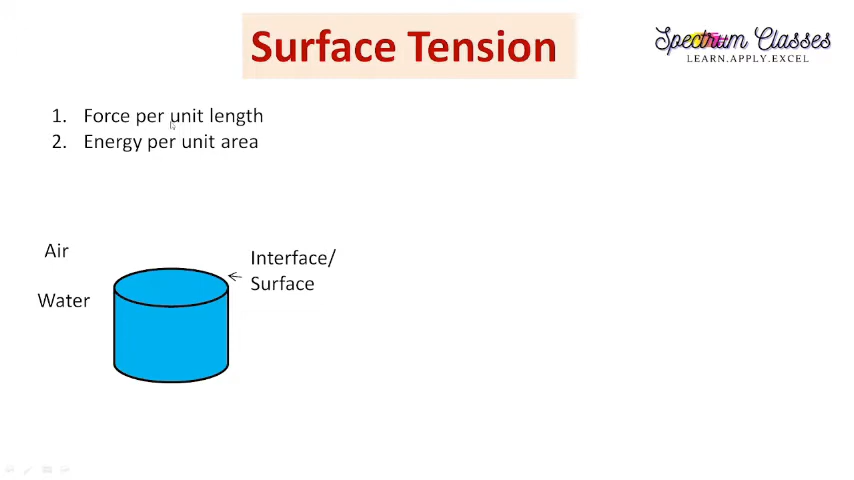 Surface Tension
Spectrum Classes
LEARN.APPLY.EXCEL
1. Force per unit length
2. Energy per unit area
Air
Interface/
Surface
Water